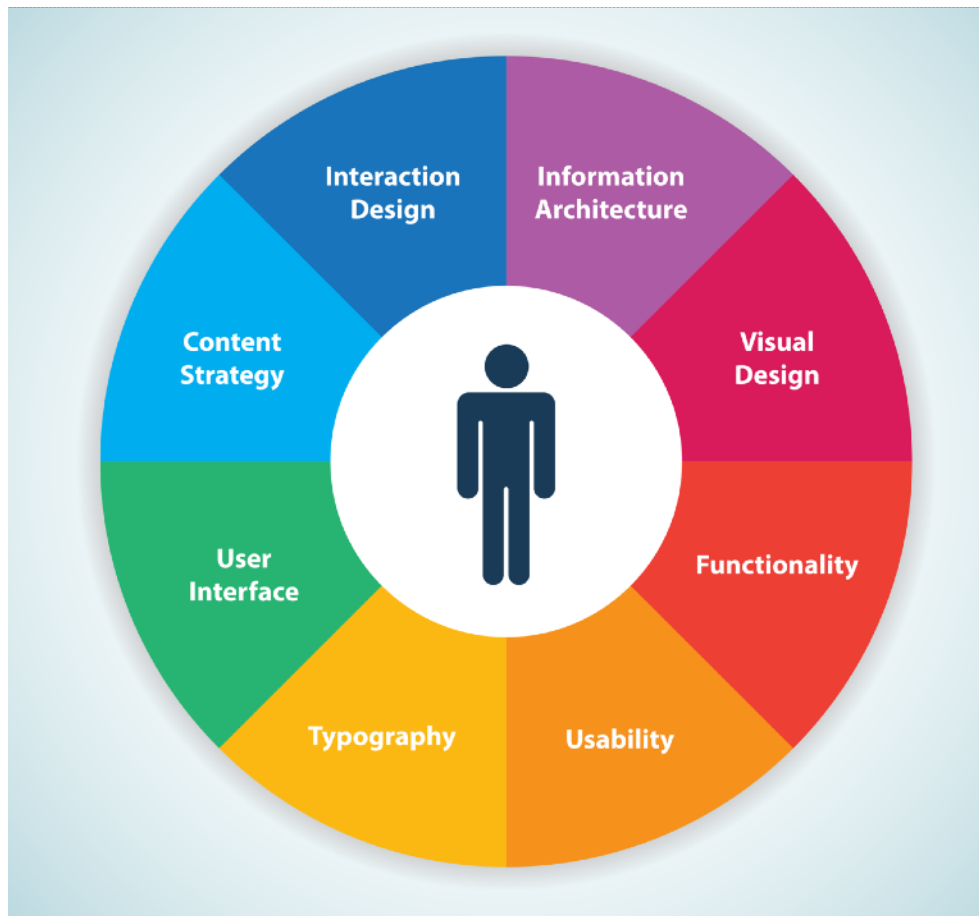 Interaction
Design
Information
Architecture
Visual
Design
Functionality
Usability
Typography
User
Interface
Content
Strategy